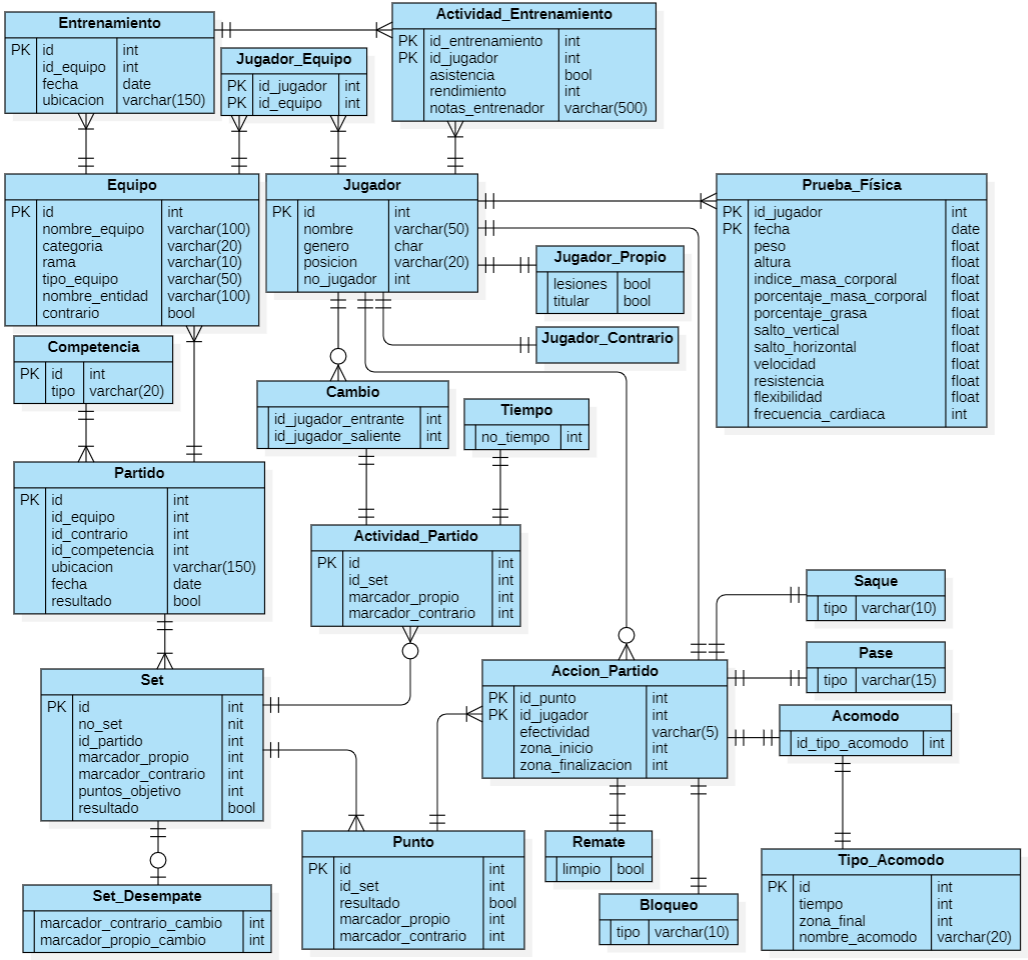 Entrenamiento
PK id int
id_equipo int
fecha date
ubicacion varchar(150)
Actividad_Entrenamiento
PK id_entrenamiento int
PK id_jugador int
asistencia bool
rendimiento int
notas_entrenador varchar(500)
Jugador_Equipo
PK id_jugador int
PK id_equipo int
Equipo
PK id int
nombre_equipo varchar(100)
categoria varchar(20)
rama varchar(10)
tipo_equipo varchar(50)
nombre_entidad varchar(100)
contrario bool
Jugador
PK id int
nombre varchar(50)
genero char
posicion varchar(20)
no_jugador int
Prueba_Física
PK id_jugador int
PK fecha date
peso float
altura float
indice_masa_corporal float
porcentaje_masa_corporal float
porcentaje_grasa float
salto_vertical float
salto_horizontal float
velocidad float
resistencia float
flexibilidad float
frecuencia_cardiaca int
Jugador_Propio
lesiones bool
titular bool
Jugador_Contrario
Competencia
PK id int
tipo varchar(20)
Cambio
id_jugador_entrante int
id_jugador_saliente int
Tiempo
no_tiempo int
Partido
PK id int
id_equipo int
id_contrario int
id_competencia int
ubicacion varchar(150)
fecha date
resultado bool
Actividad_Partido
PK id int
id_set int
marcador_propio int
marcador_contrario int
Saque
tipo varchar(10)
Pase
tipo varchar(15)
Set
PK id int
no_set nit
id_partido int
marcador_propio int
marcador_contrario int
puntos_objetivo int
resultado bool
Accion_Partido
PK id_punto int
PK id_jugador int
efectividad varchar(5)
zona_inicio int
zona_finalizacion int
Acomodo
id_tipo_acomodo int
Punto
PK id int
id_set int
resultado bool
marcador_propio int
marcador_contrario int
Remate
limpio bool
Tipo_Acomodo
PK id int
tiempo int
zona_final int
nombre_acomodo varchar(20)
Set_Desempate
marcador_contrario_cambio int
marcador_propio_cambio int
Bloqueo
tipo varchar(10)